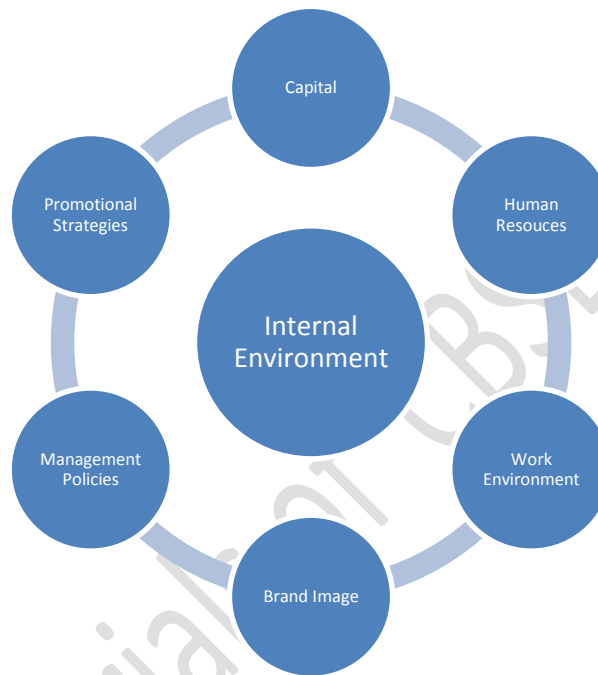 Capital
Human
Resouces
Promotional
Strategies
Internal
Environment
Management
Policies
Work
Environment
Brand Image